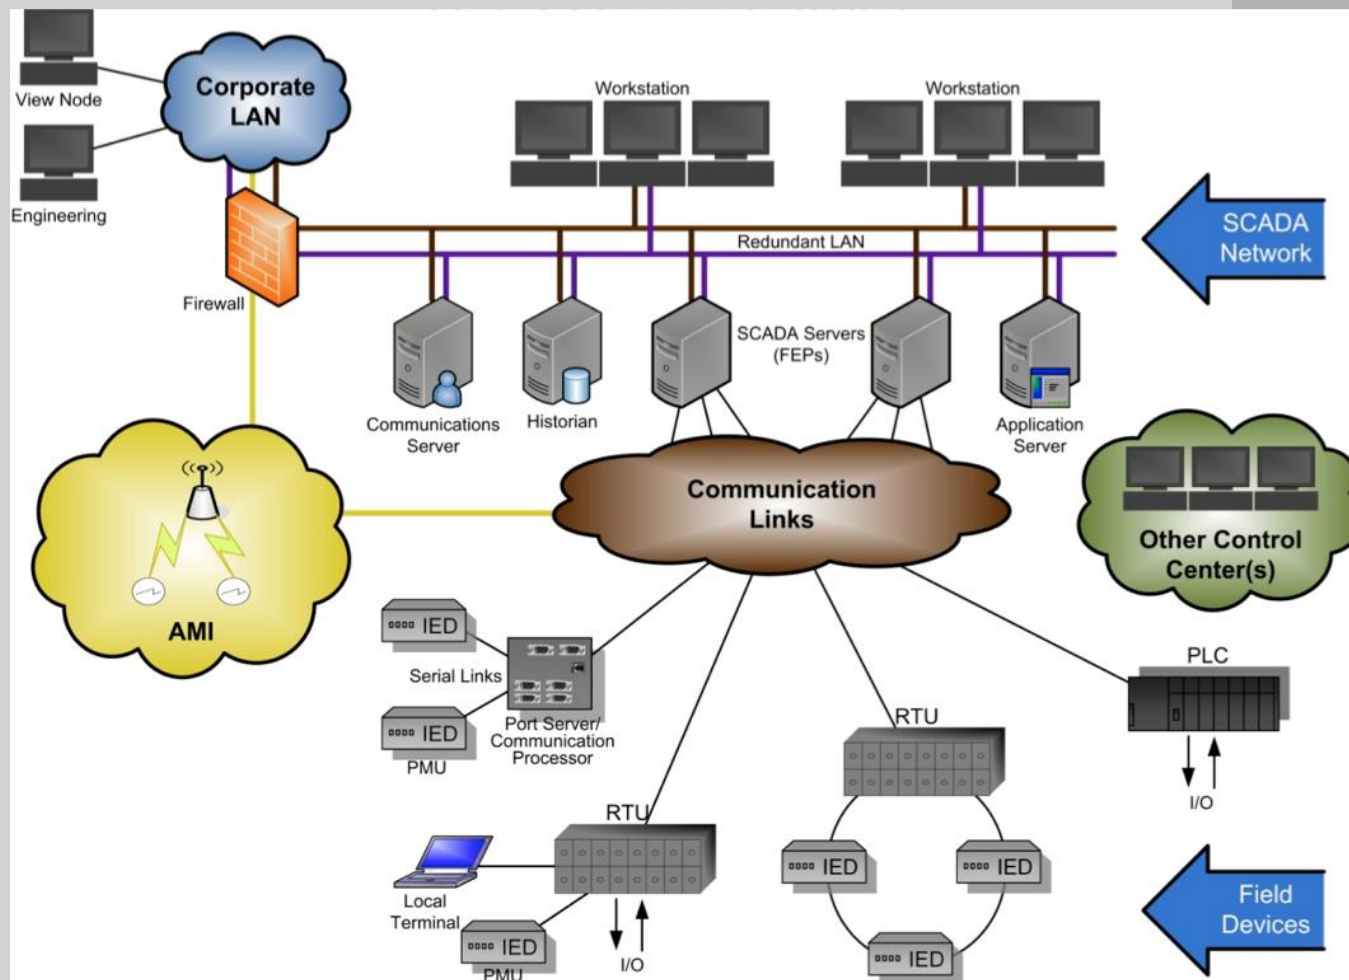 View Node
Corporate
LAN
Engineering
Firewall
Workstation
Workstation
Redundant LAN
SCADA
Network
Communications
Server
Historian
SCADA Servers
(FEPs)
Application
Server
AMI
Communication
Links
Other Control
Center(s)
IED
Serial Links
IED
PMU
Port Server/
Communication
Processor
RTU
Local
Terminal
IED
PMU
I/O
RTU
IED
IED
IED
PLC
I/O
Field
Devices